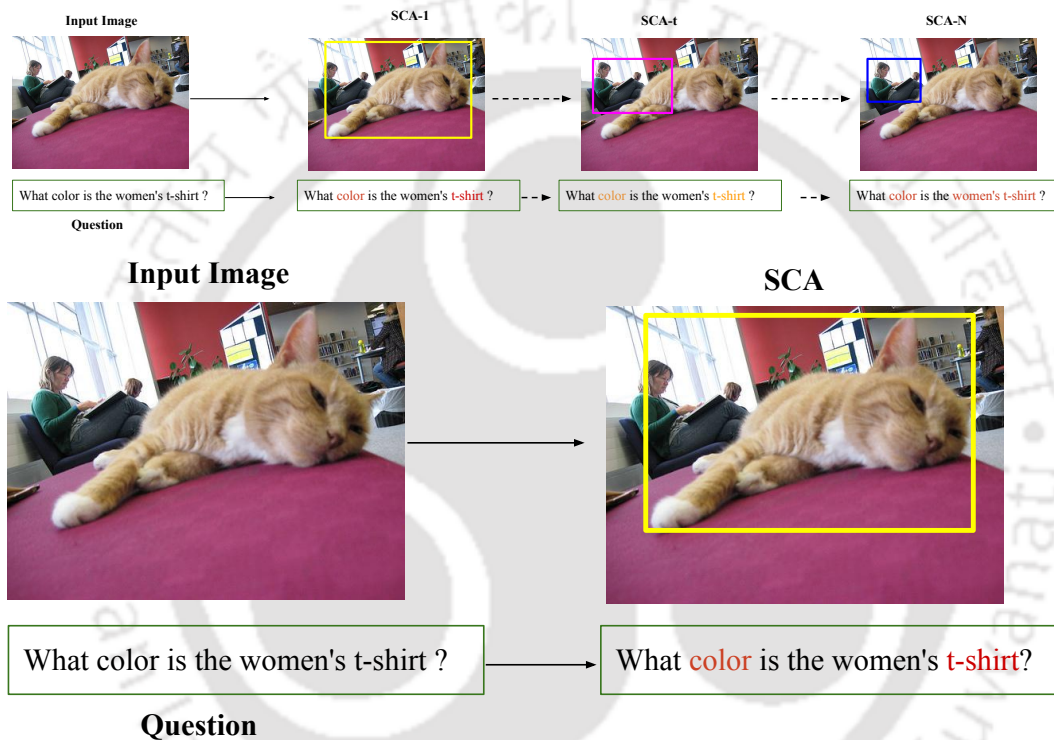 Input Image
SCA-1
SCA-t
SCA-N
What color is the women's t-shirt ?
What color is the women's t-shirt ?
What color is the women's t-shirt ?
What color is the women's t-shirt ?
Question
Input Image
SCA
What color is the women's t-shirt ?
What color is the women's t-shirt?
Question